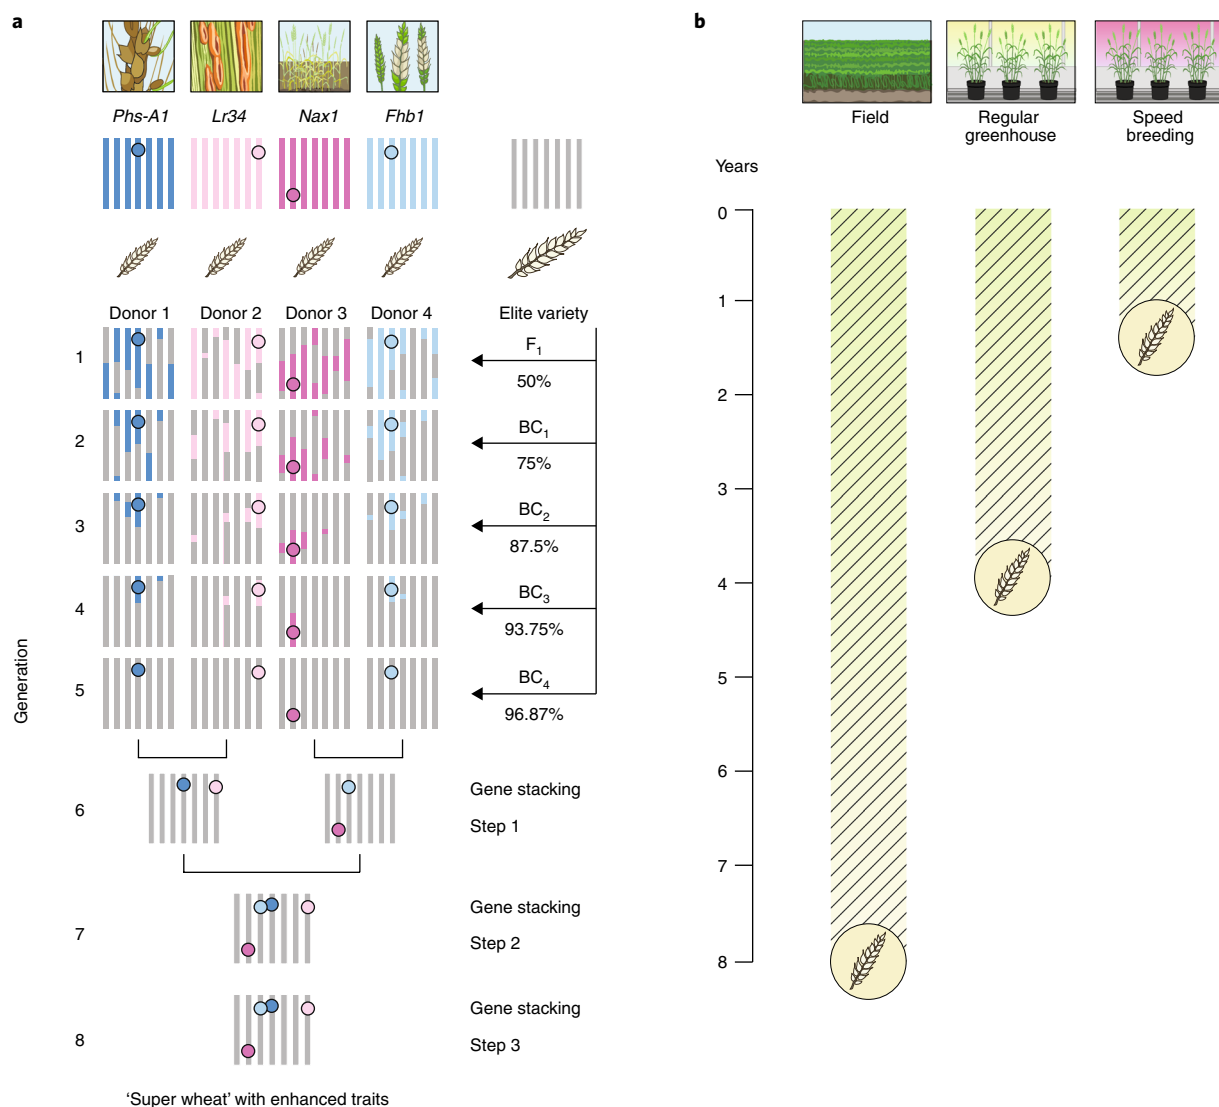 a
Phs-A1 Lr34 Nax1 Fhb1
Donor 1 Donor 2 Donor 3 Donor 4 Elite variety
Generation
1
F1
50%
2
BC1
75%
3
BC2
87.5%
4
BC3
93.75%
5
BC4
96.87%
6
Gene stacking
Step 1
7
Gene stacking
Step 2
8
Gene stacking
Step 3
‘Super wheat’ with enhanced traits
b
Field
Regular
greenhouse
Speed
breeding
Years
0
1
2
3
4
5
6
7
8